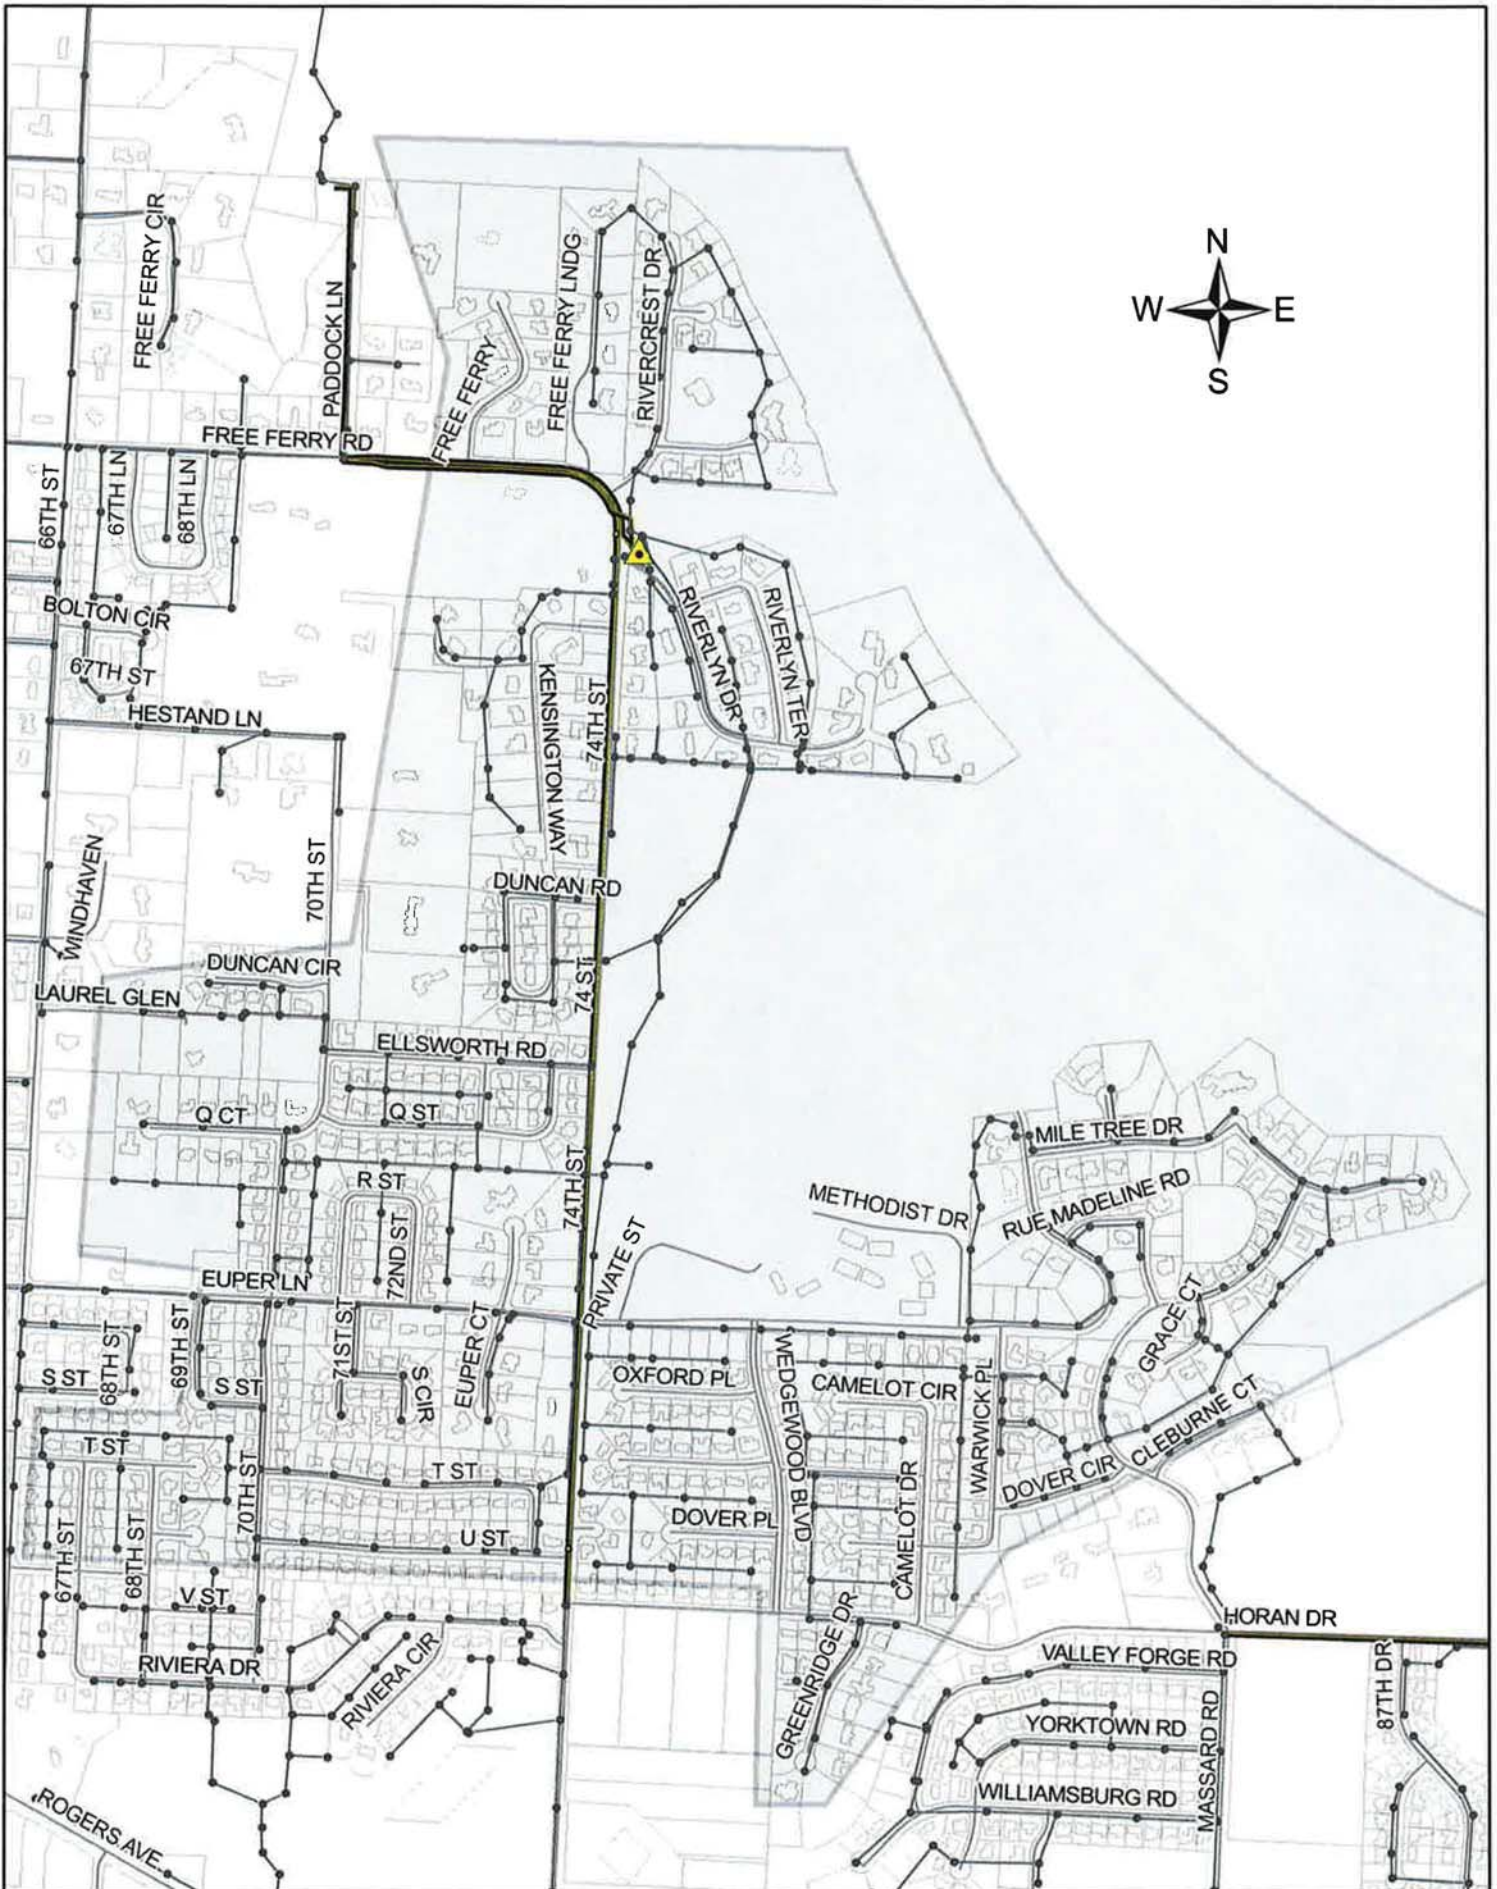 N
W E
S
FREE FERRY CIR
PADDOCK LN
FREE FERRY
FREE FERRY LNDG
RIVERCREST DR
FREE FERRY RD
66TH ST
67TH LN
68TH LN
BOLTON CIR
67TH ST
HESTAND LN
KENSINGTON WAY
74TH ST
RIVERLYN DR
RIVERLYN TER
WINDHAVEN
70TH ST
DUNCAN RD
DUNCAN CIR
LAUREL GLEN
74 ST
ELLSWORTH RD
Q CT
Q ST
R ST
72ND ST
74TH ST
PRIVATE ST
METHODIST DR
MILE TREE DR
RUE MADELINE RD
GRACE CT
EUPER LN
68TH ST
69TH ST
71ST ST
S CIR
EUPER CT
S ST
S ST
OXFORD PL
WEDGEWOOD BLVD
CAMELOT CIR
WARWICK PL
CLEBURNE CT
DOVER CIR
T ST
70TH ST
T ST
U ST
DOVER PL
CAMELOT DR
67TH ST
68TH ST
V ST
RIVIERA DR
RIVIERA CIR
GREENRIDGE DR
HORAN DR
VALLEY FORGE RD
YORKTOWN RD
WILLIAMSBURG RD
MASSARD RD
87TH DR
ROGERS AVE